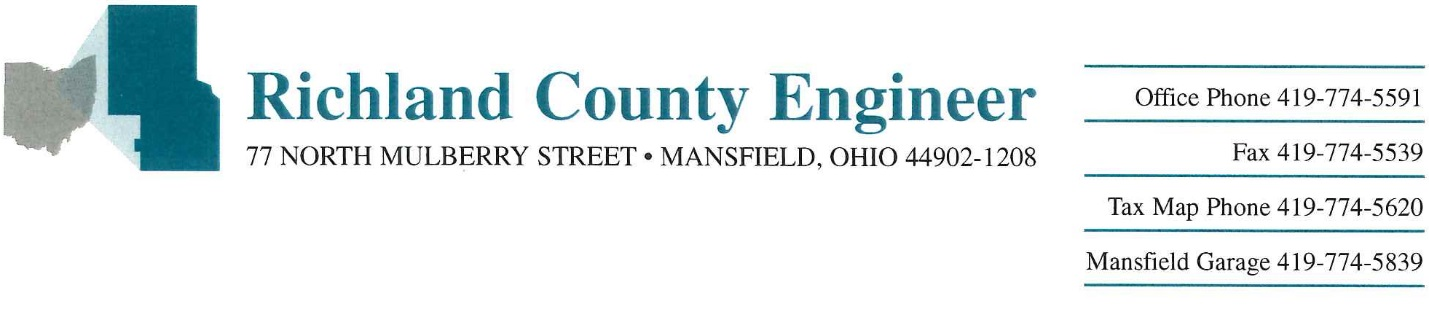 Richland County Engineer
77 NORTH MULBERRY STREET • MANSFIELD, OHIO 44902-1208
Office Phone 419-774-5591
Fax 419-774-5539
Tax Map Phone 419-774-5620
Mansfield Garage 419-774-5839